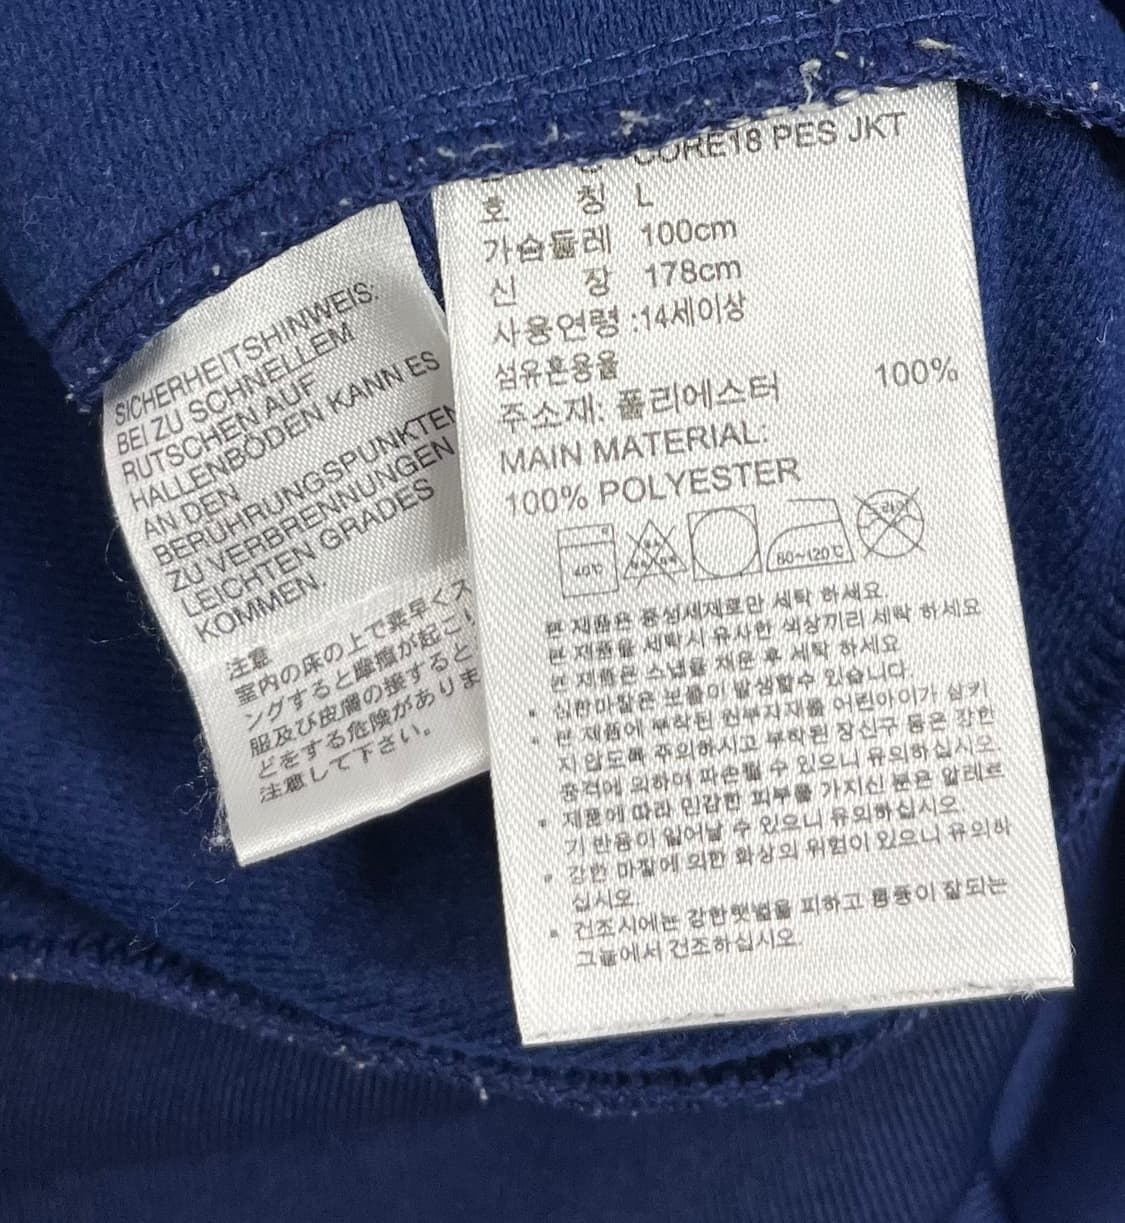 SICHERHEITSHINWEIS:
BEI ZU SCHNELLEM
RUTSCHEN AUF
HALLENBÖDEN KANN ES
AN DEN
BERÜHRUNGSPUNKTEN
ZU VERBRENNUNGEN
LEICHTEN GRADES
KOMMEN.
注意
室内の床の上で素早くス
ングすると摩擦が起こ
服及び皮膚の接すると
どをする危険がありま
注意して下さい。
CORE18 PES JKT
호 칭 L
가슴둘레 100cm
신 장 178cm
사용연령 :14세이상
섬유혼용율
주소재: 폴리에스터 100%
MAIN MATERIAL:
100% POLYESTER
40℃
80~120℃
본 제품은 중성세제로만 세탁 하세요
본 제품을 세탁시 유사한 색상끼리 세탁 하세요
본 제품은 스냅을 채운 후 세탁 하세요
• 심한마찰은 보풀이 발생할수 있습니다.
• 본 제품에 부착된 원부자재를 어린아이가 삼키
지 않도록 주의하시고 부착된 장신구 등은 강한
충격에 의하여 파손될 수 있으니 유의하십시오
• 제품에 따라 민감한 피부를 가지신 분은 알레르
기 반응이 일어날 수 있으니 유의하십시오
• 강한 마찰에 의한 화상의 위험이 있으니 유의하
십시오.
• 건조시에는 강한햇볕을 피하고 통풍이 잘되는
그늘에서 건조하십시오.